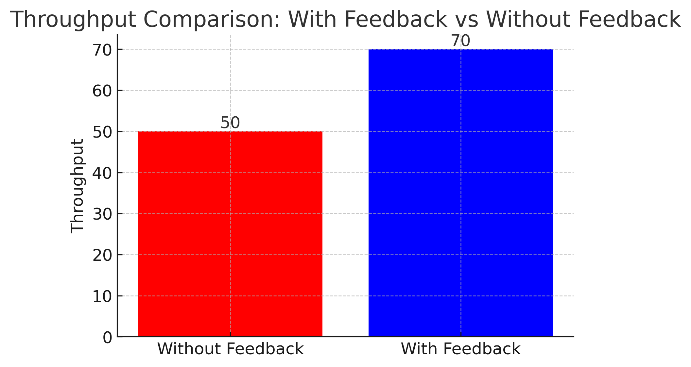 Throughput Comparison: With Feedback vs Without Feedback
70
60
50
40
30
20
10
0
Throughput
50
70
Without Feedback
With Feedback